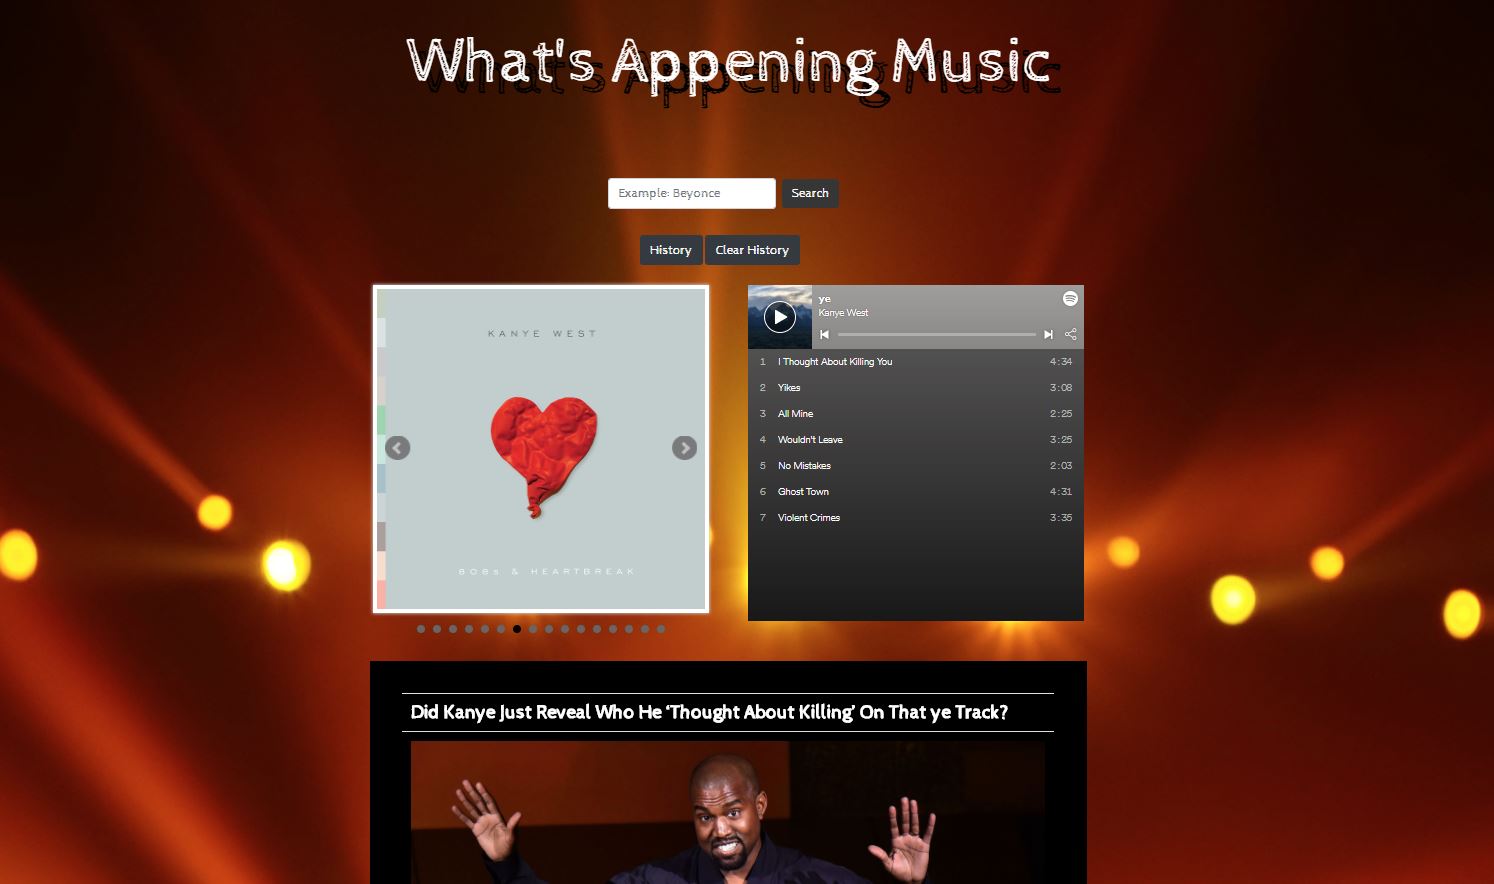 What's Appening Music
Example: Beyonce
Search
History
Clear History
KANYE WEST
808s & HEARTBREAK
ye
Kanye West
1 I Thought About Killing You 4:34
2 Yikes 3:08
3 All Mine 2:25
4 Wouldn't Leave 3:25
5 No Mistakes 2:03
6 Ghost Town 4:31
7 Violent Crimes 3:35
Did Kanye Just Reveal Who He ‘Thought About Killing’ On That ye Track?